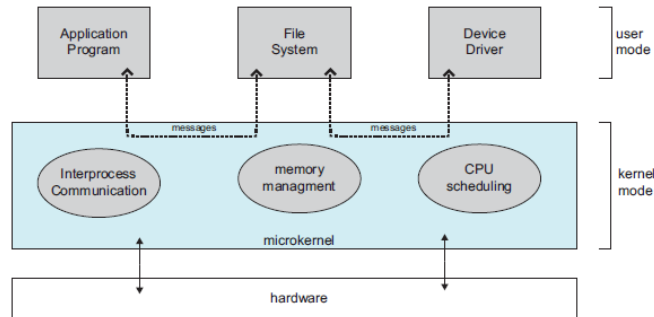 Application
Program
File
System
Device
Driver
user
mode
messages
messages
Interprocess
Communication
memory
managment
CPU
scheduling
kernel
mode
microkernel
hardware